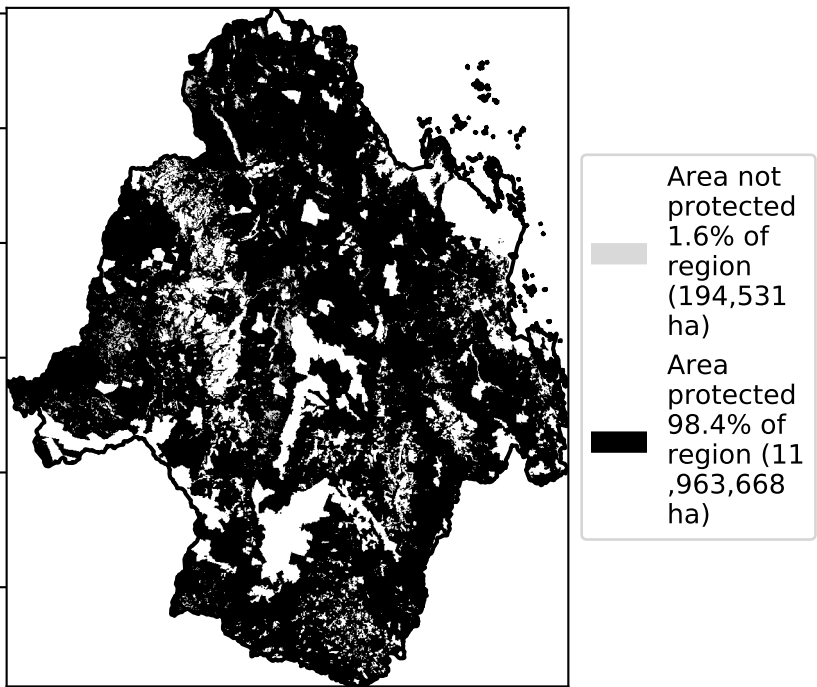 Area not
protected
1.6% of
region
(194,531
ha)
Area
protected
98.4% of
region (11
,963,668
ha)